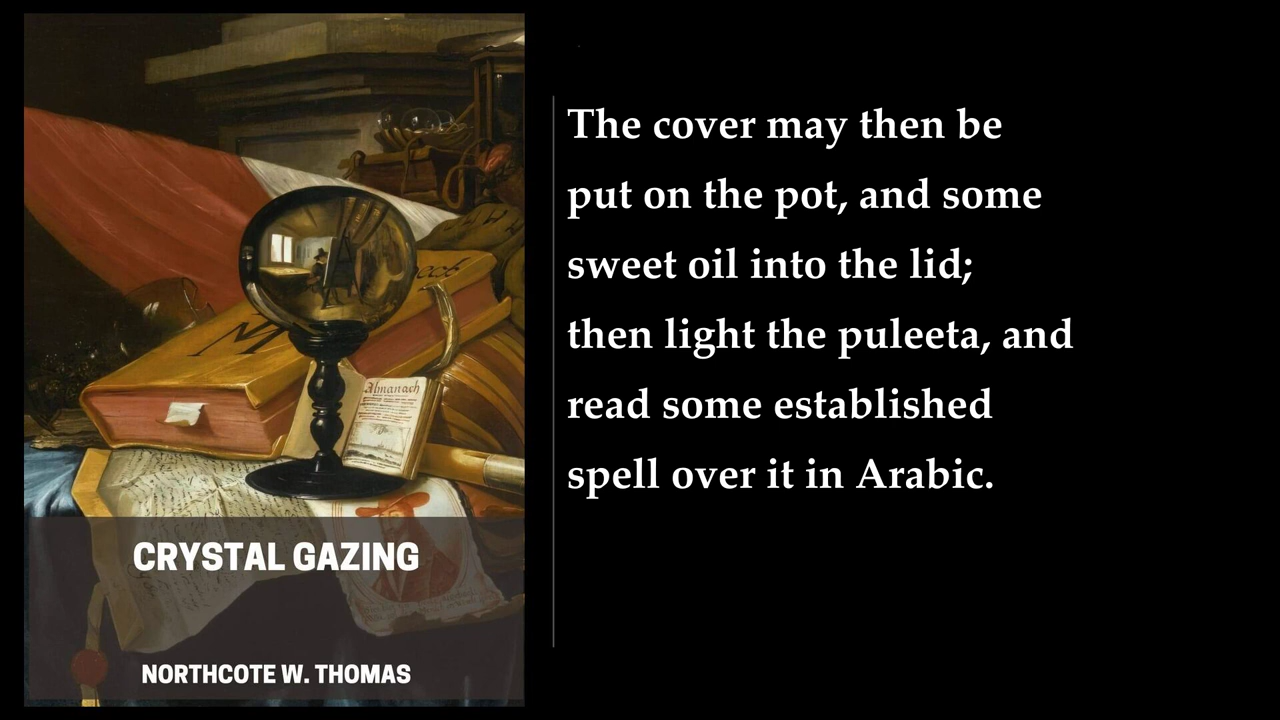 The cover may then be
put on the pot, and some
sweet oil into the lid;
then light the puleeta, and
read some established
spell over it in Arabic.
M
Almanach
CRYSTAL GAZING
NORTHCOTE W. THOMAS